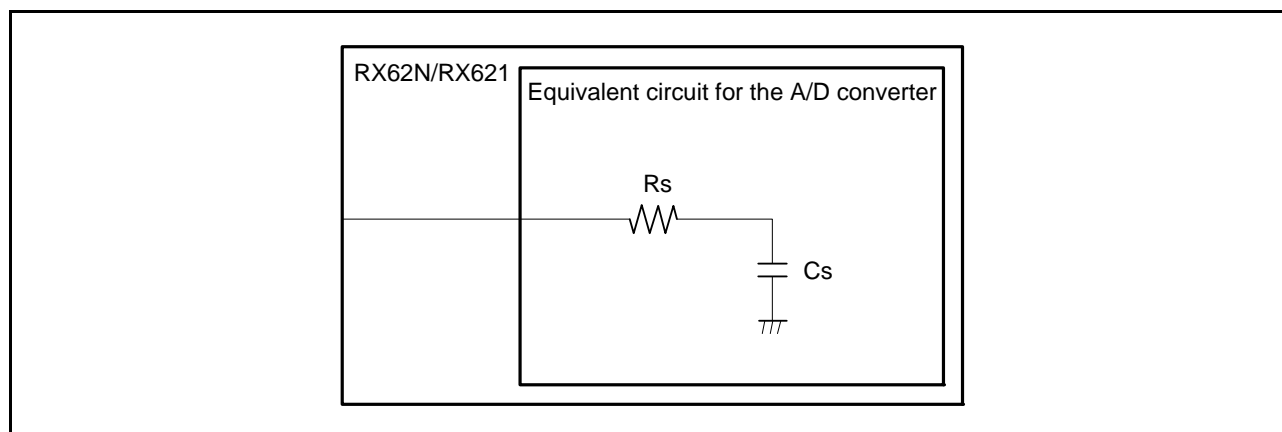 RX62N/RX621
Equivalent circuit for the A/D converter
Rs
Cs